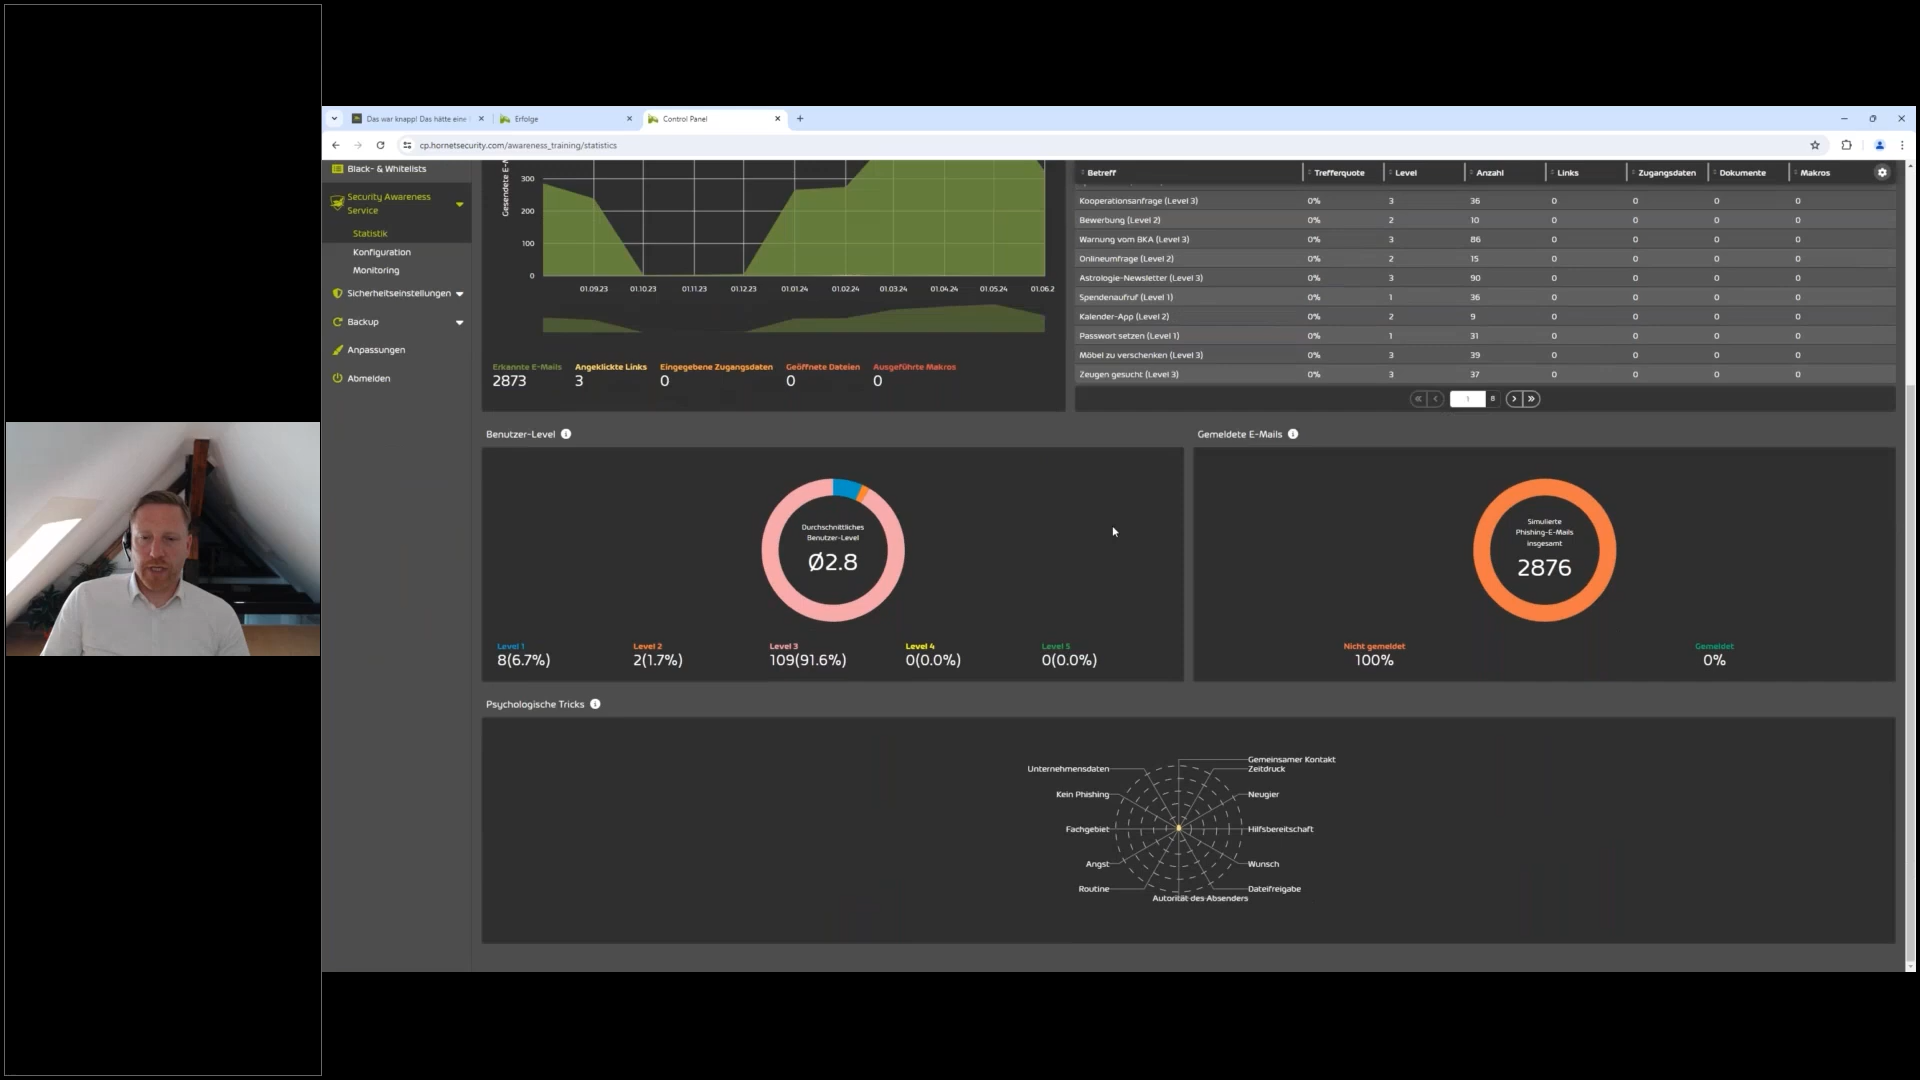 Das war knapp! Das hätte eine
Erfolge
Control Panel
cp.hornetsecurity.com/awareness_training/statistics
Black- & Whitelists
Security Awareness
Service
Statistik
Konfiguration
Monitoring
Sicherheitseinstellungen
Backup
Anpassungen
Abmelden
Gesendete E-M
300
200
100
0
01.09.23 01.10.23 01.11.23 01.12.23 01.01.24 01.02.24 01.03.24 01.04.24 01.05.24 01.06.2
Erkannte E-Mails Angeklickte Links Eingegebene Zugangsdaten Geöffnete Dateien Ausgeführte Makros
2873 3 0 0 0
Betreff Trefferquote Level Anzahl Links Zugangsdaten Dokumente Makros
Kooperationsanfrage (Level 3) 0% 3 36 0 0 0 0
Bewerbung (Level 2) 0% 2 10 0 0 0 0
Warnung vom BKA (Level 3) 0% 3 86 0 0 0 0
Onlineumfrage (Level 2) 0% 2 15 0 0 0 0
Astrologie-Newsletter (Level 3) 0% 3 90 0 0 0 0
Spendenaufruf (Level 1) 0% 1 36 0 0 0 0
Kalender-App (Level 2) 0% 2 9 0 0 0 0
Passwort setzen (Level 1) 0% 1 31 0 0 0 0
Möbel zu verschenken (Level 3) 0% 3 39 0 0 0 0
Zeugen gesucht (Level 3) 0% 3 37 0 0 0 0
1 8
Benutzer-Level
Durchschnittliches
Benutzer-Level
Ø2.8
Level 1 Level 2 Level 3 Level 4 Level 5
8(6.7%) 2(1.7%) 109(91.6%) 0(0.0%) 0(0.0%)
Gemeldete E-Mails
Simulierte
Phishing-E-Mails
insgesamt
2876
Nicht gemeldet Gemeldet
100% 0%
Psychologische Tricks
Gemeinsamer Kontakt
Unternehmensdaten Zeitdruck
Kein Phishing Neugier
Fachgebiet Hilfsbereitschaft
Angst Wunsch
Routine Dateifreigabe
Autorität des Absenders